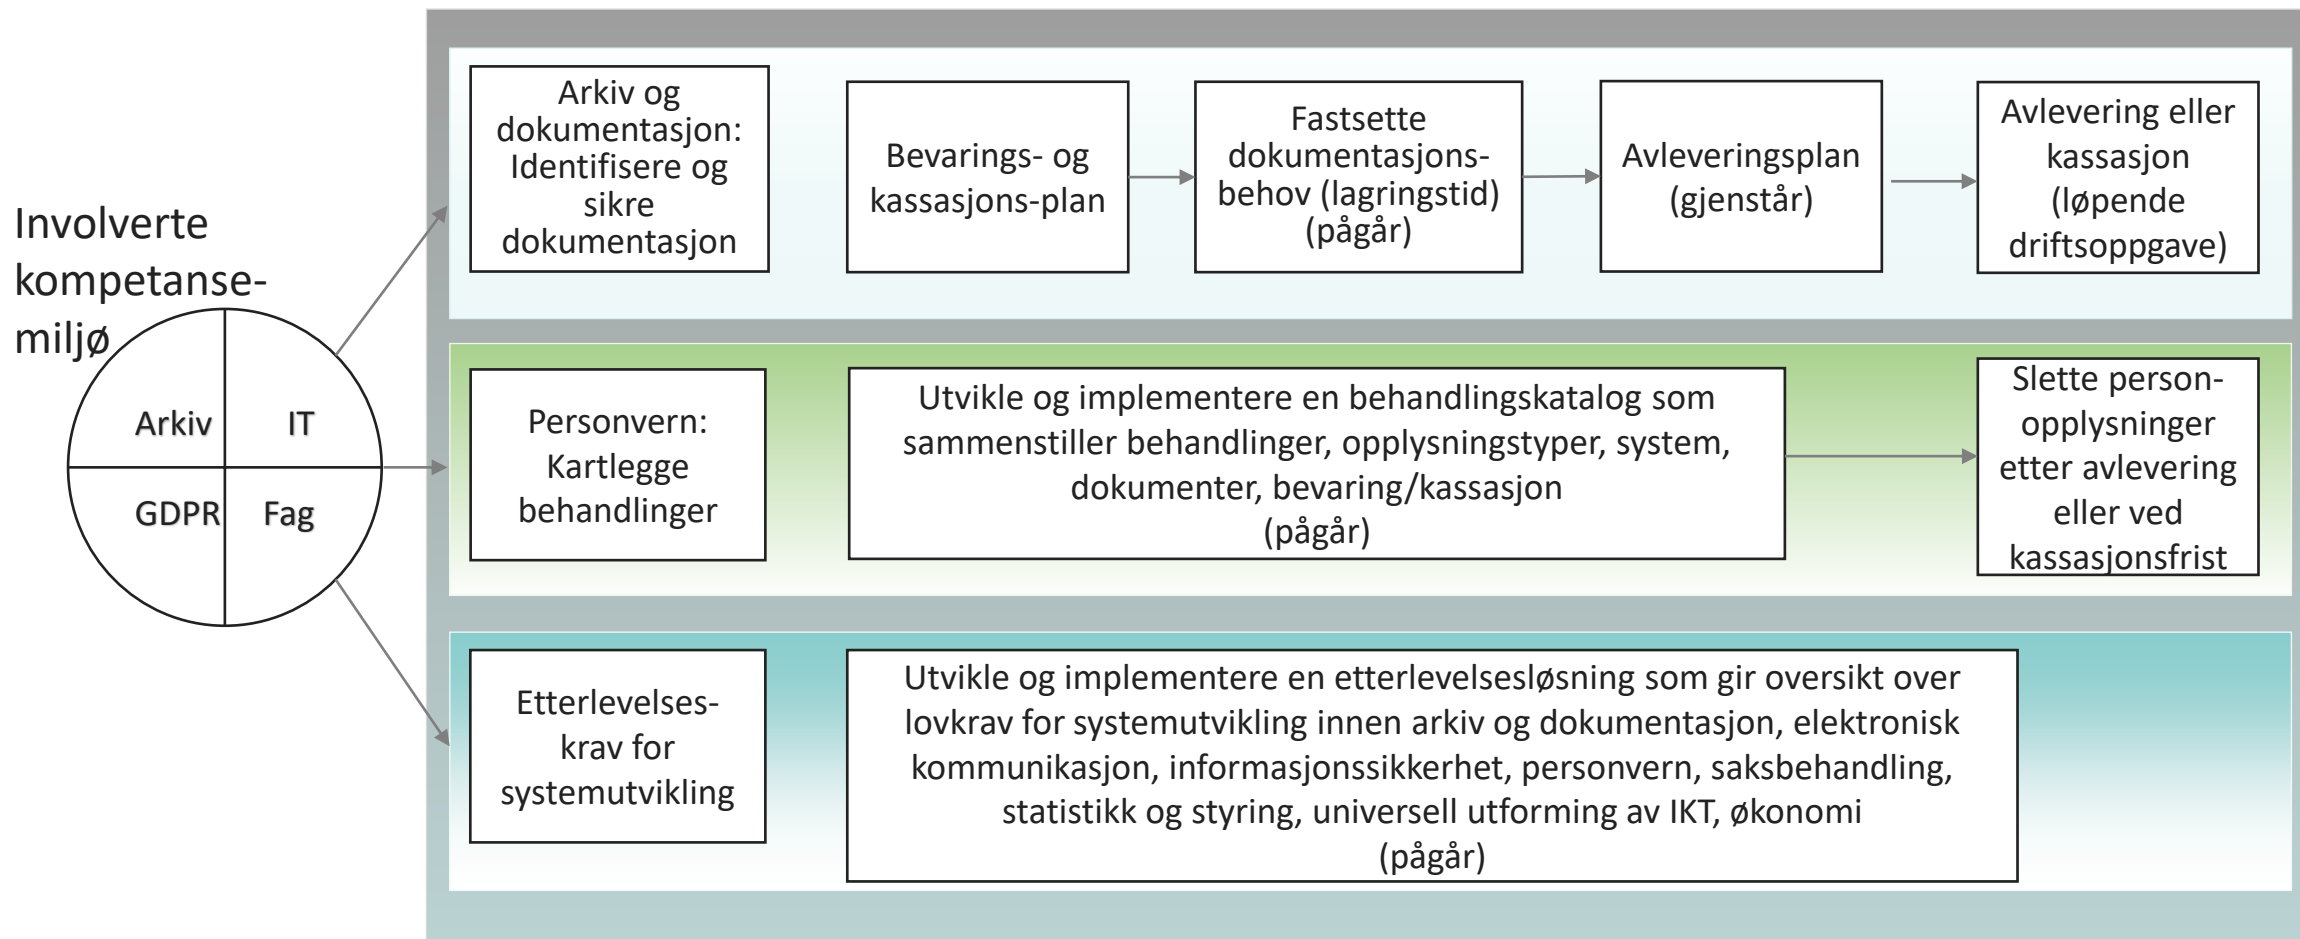 Involverte
kompetanse-
miljø
Arkiv
IT
GDPR
Fag
Arkiv og
dokumentasjon:
Identifisere og
sikre
dokumentasjon
Bevarings- og
kassasjons-plan
Fastsette
dokumentasjons-
behov (lagringstid)
(pågår)
Avleveringsplan
(gjenstår)
Avlevering eller
kassasjon
(løpende
driftsoppgave)
Personvern:
Kartlegge
behandlinger
Utvikle og implementere en behandlingskatalog som
sammenstiller behandlinger, opplysningstyper, system,
dokumenter, bevaring/kassasjon
(pågår)
Slette person-
opplysninger
etter avlevering
eller ved
kassasjonsfrist
Etterlevelses-
krav for
systemutvikling
Utvikle og implementere en etterlevelsesløsning som gir oversikt over
lovkrav for systemutvikling innen arkiv og dokumentasjon, elektronisk
kommunikasjon, informasjonssikkerhet, personvern, saksbehandling,
statistikk og styring, universell utforming av IKT, økonomi
(pågår)